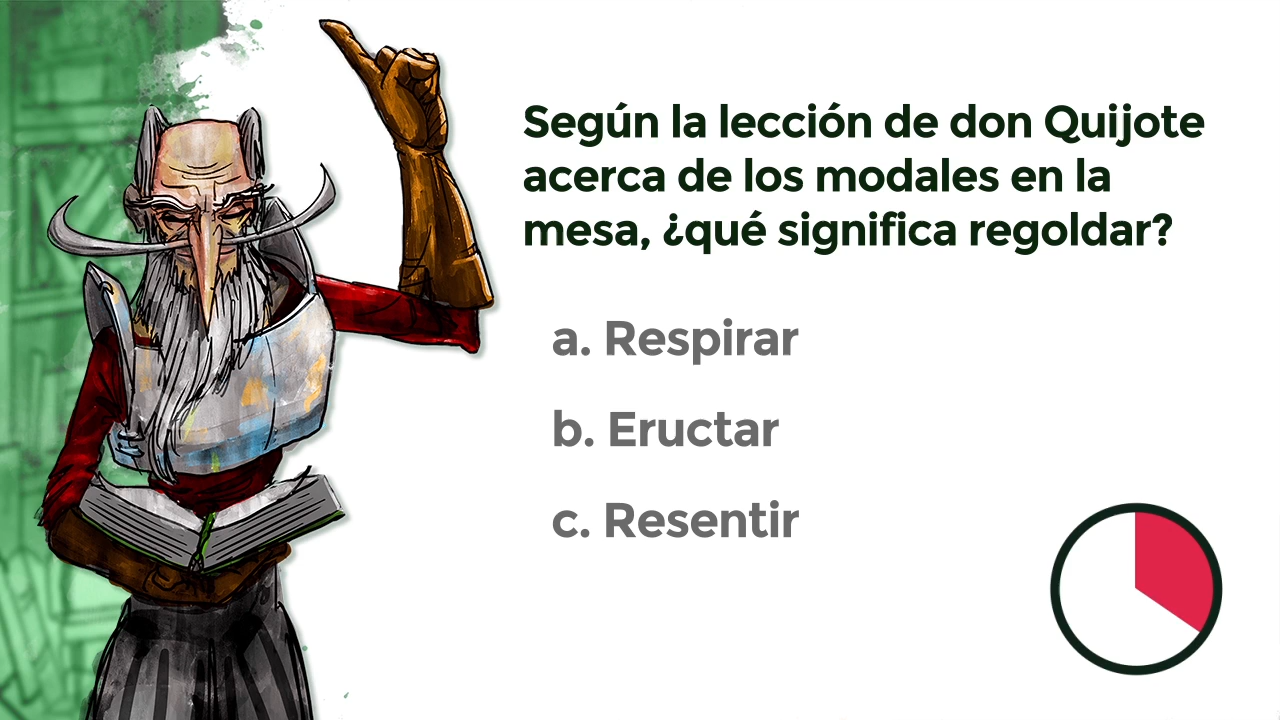 Según la lección de don Quijote
acerca de los modales en la
mesa, ¿qué significa regoldar?
a. Respirar
b. Eructar
c. Resentir